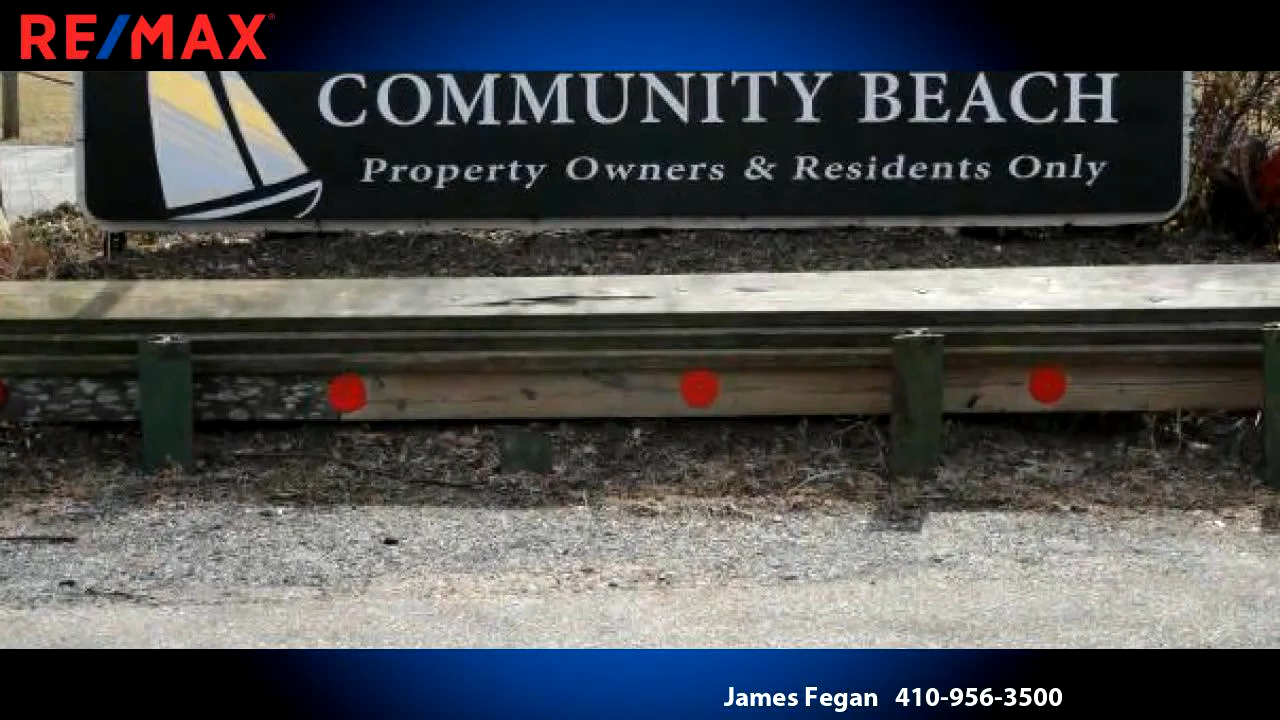 RE/MAX®
COMMUNITY BEACH
Property Owners & Residents Only
James Fegan 410-956-3500